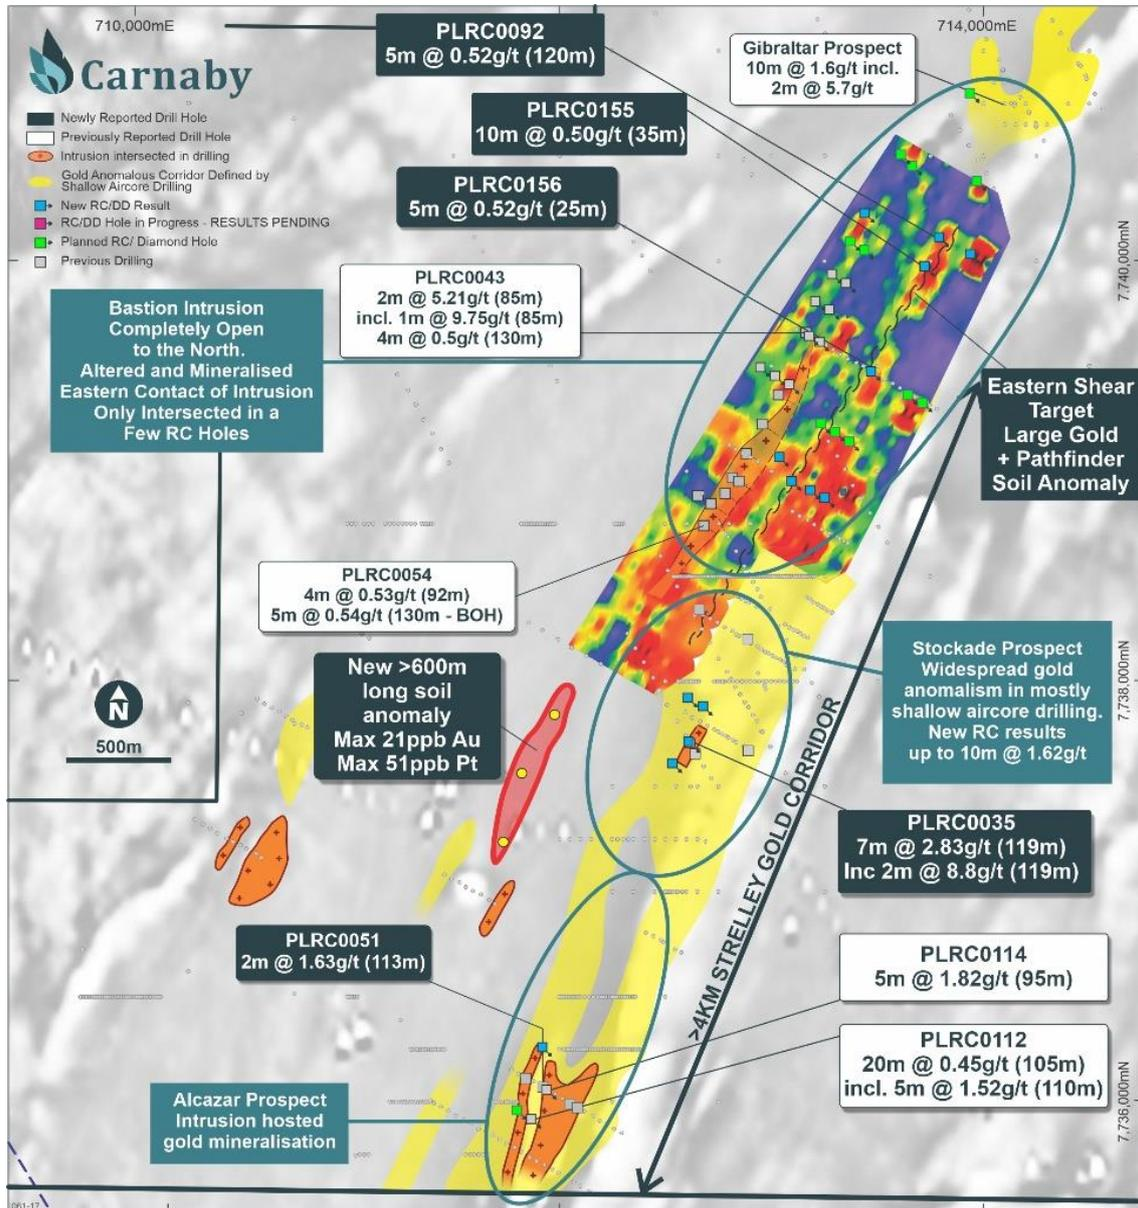 710,000mE
714,000mE
Carnaby
Newly Reported Drill Hole
Previously Reported Drill Hole
Intrusion intersected in drilling
Gold Anomalous Corridor Defined by
Shallow Aircore Drilling
New RC/DD Result
RC/DD Hole in Progress - RESULTS PENDING
Planned RC/ Diamond Hole
Previous Drilling
PLRC0092
5m @ 0.52g/t (120m)
Gibraltar Prospect
10m @ 1.6g/t incl.
2m @ 5.7g/t
PLRC0155
10m @ 0.50g/t (35m)
PLRC0156
5m @ 0.52g/t (25m)
PLRC0043
2m @ 5.21g/t (85m)
incl. 1m @ 9.75g/t (85m)
4m @ 0.5g/t (130m)
7,740,000mN
Bastion Intrusion
Completely Open
to the North.
Altered and Mineralised
Eastern Contact of Intrusion
Only Intersected in a
Few RC Holes
Eastern Shear
Target
Large Gold
+ Pathfinder
Soil Anomaly
PLRC0054
4m @ 0.53g/t (92m)
5m @ 0.54g/t (130m - BOH)
New >600m
long soil
anomaly
Max 21ppb Au
Max 51ppb Pt
N
500m
Stockade Prospect
Widespread gold
anomalism in mostly
shallow aircore drilling.
New RC results
up to 10m @ 1.62g/t
7,738,000mN
>4KM STRELLEY GOLD CORRIDOR
PLRC0035
7m @ 2.83g/t (119m)
Inc 2m @ 8.8g/t (119m)
PLRC0051
2m @ 1.63g/t (113m)
PLRC0114
5m @ 1.82g/t (95m)
PLRC0112
20m @ 0.45g/t (105m)
incl. 5m @ 1.52g/t (110m)
7,736,000mN
Alcazar Prospect
Intrusion hosted
gold mineralisation